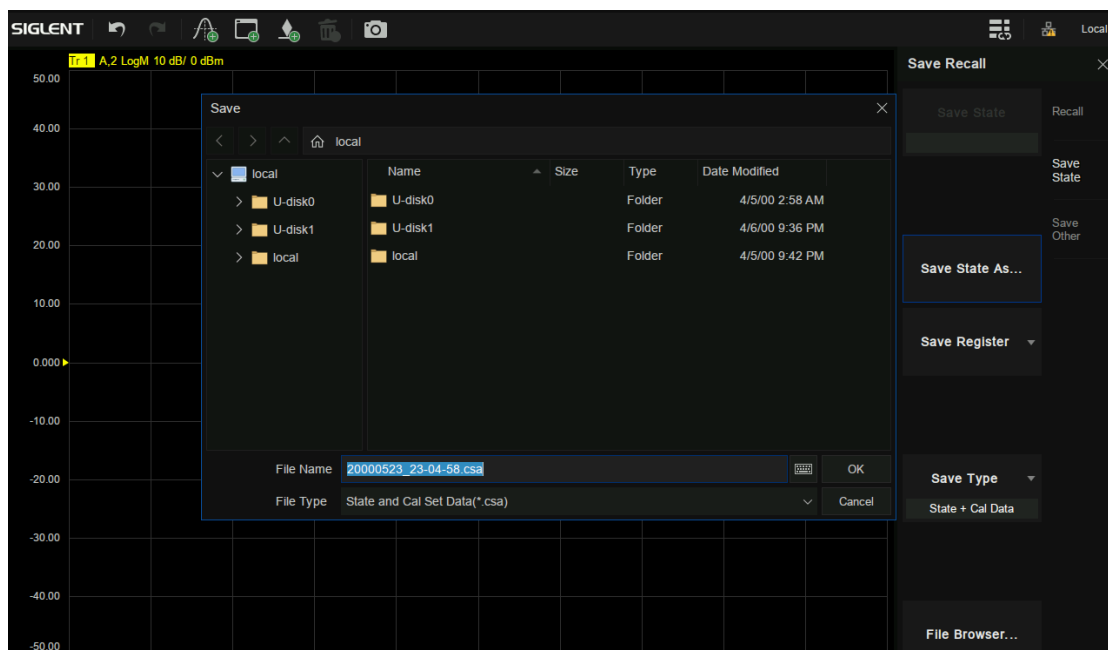 SIGLENT
Local
Tr 1 A,2 LogM 10 dB/ 0 dBm
50.00
40.00
30.00
20.00
10.00
0.000
-10.00
-20.00
-30.00
-40.00
-50.00
Save
local
local
U-disk0
U-disk1
local
Name Size Type Date Modified
U-disk0 Folder 4/5/00 2:58 AM
U-disk1 Folder 4/6/00 9:36 PM
local Folder 4/5/00 9:42 PM
File Name 20000523_23-04-58.csa OK
File Type State and Cal Set Data(*.csa) Cancel
Save Recall
Save State
Save State As...
Save Register
Save Type
State + Cal Data
File Browser...
Recall
Save
State
Save
Other